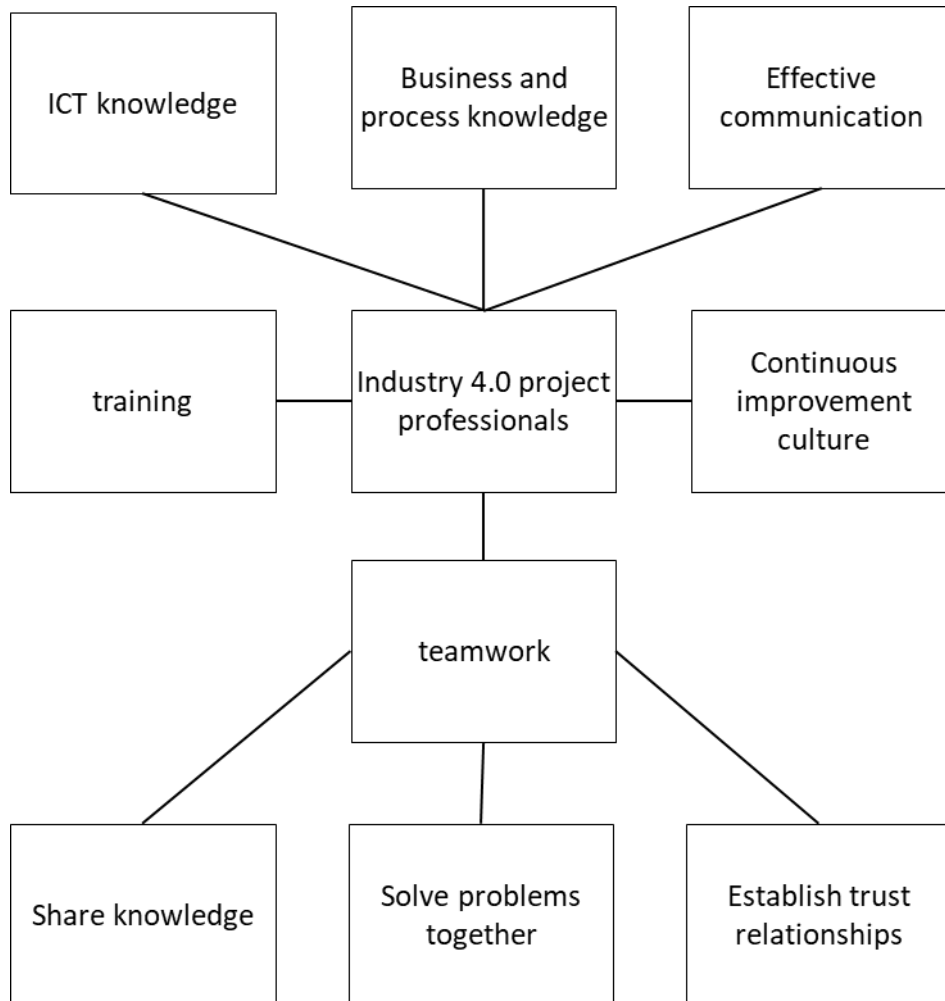 ICT knowledge
Business and
process knowledge
Effective
communication
training
Industry 4.0 project
professionals
Continuous
improvement
culture
teamwork
Share knowledge
Solve problems
together
Establish trust
relationships